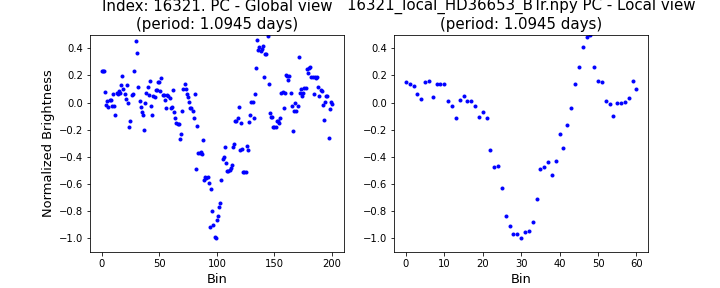 Index: 16321. PC - Global view
(period: 1.0945 days)
16321_local_HD36653_BTr.npy PC - Local view
(period: 1.0945 days)
Normalized Brightness
0.4
0.2
0.0
−0.2
−0.4
−0.6
−0.8
−1.0
0 50 100 150 200
Bin
0.4
0.2
0.0
−0.2
−0.4
−0.6
−0.8
−1.0
0 10 20 30 40 50 60
Bin